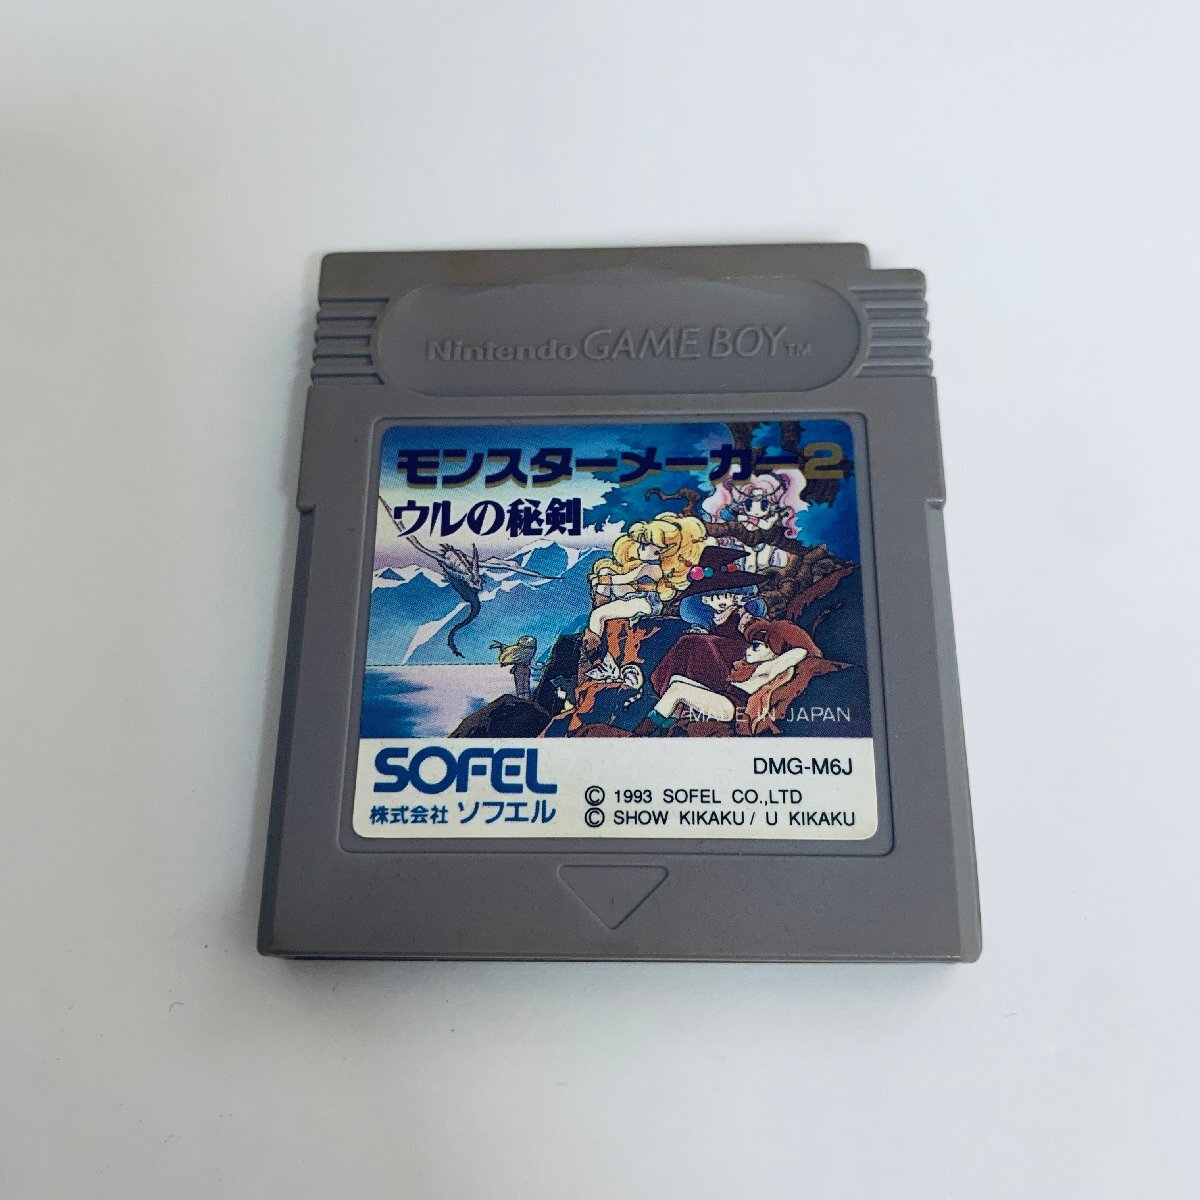 Nintendo GAME BOY TM
モンスターメーカー2
ウルの秘剣
MADE IN JAPAN
SOFEL
株式会社 ソフエル
DMG-M6J
© 1993 SOFEL CO.,LTD
© SHOW KIKAKU / U KIKAKU